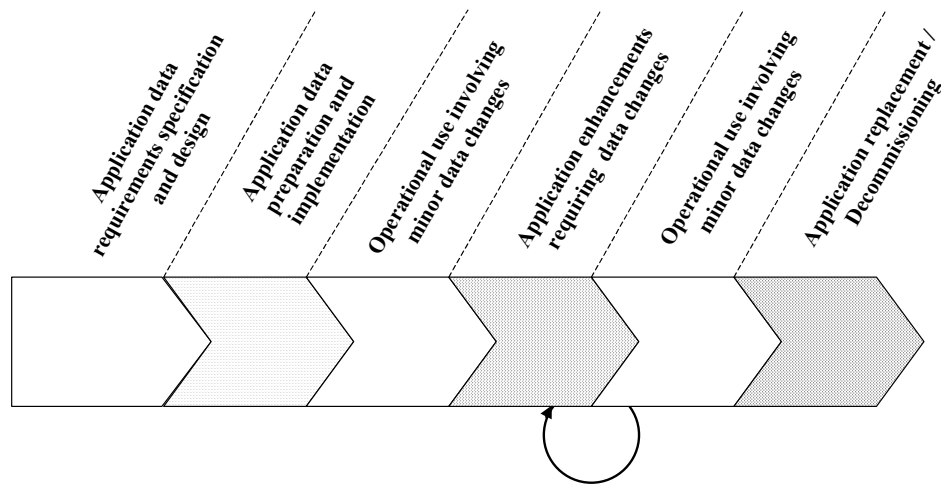 Application data
requirements specification
and design
Application data
preparation and
implementation
Operational use involving
minor data changes
Application enhancements
requiring data changes
Operational use involving
minor data changes
Application replacement /
Decommissioning